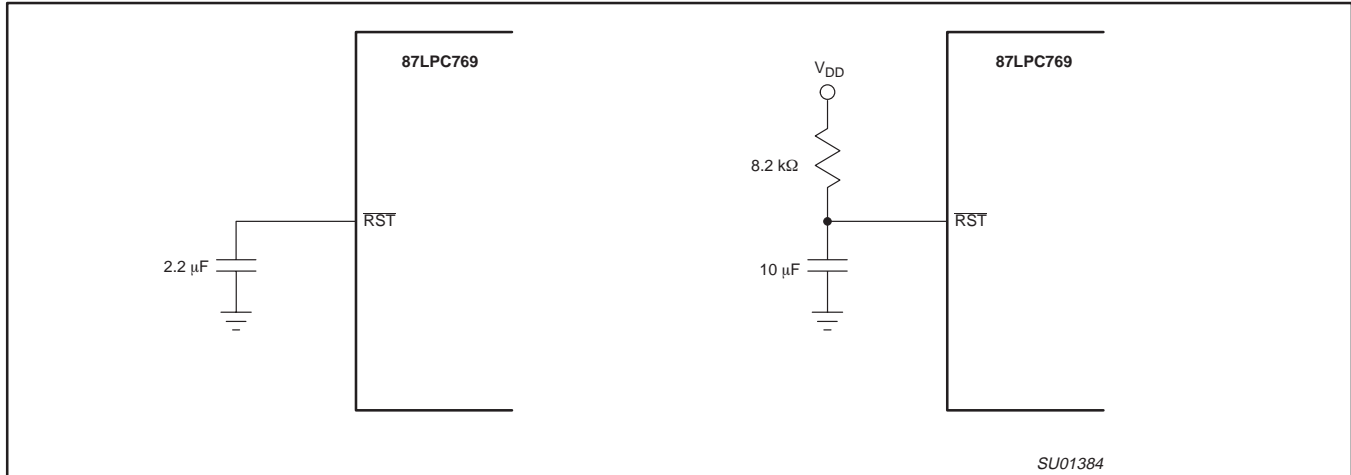 87LPC769
RST
2.2 μF
87LPC769
VDD
8.2 kΩ
RST
10 μF
SU01384